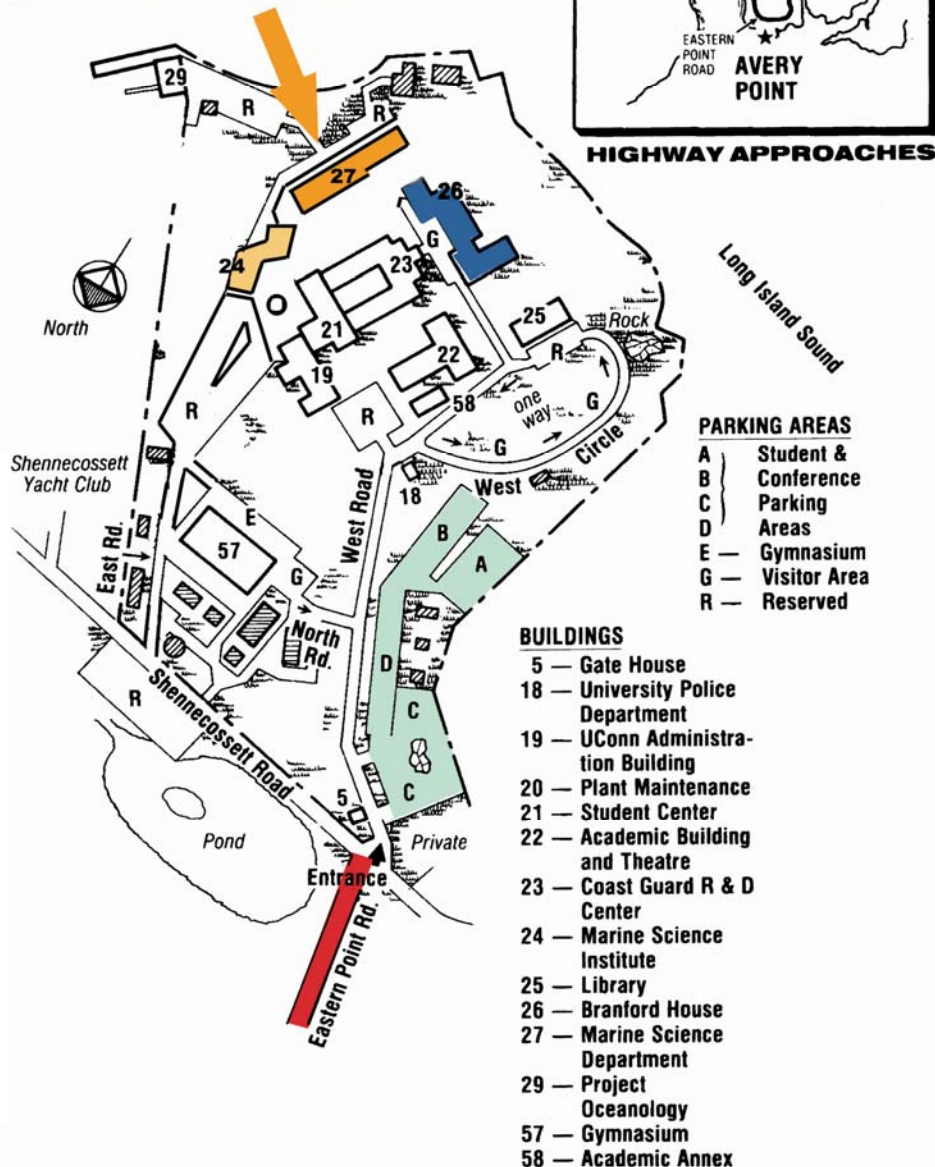 EASTERN
POINT
ROAD
AVERY
POINT
HIGHWAY APPROACHES
29
R
R
27
26
24
G
23
North
21
25
Rock
Long Island Sound
22
19
R
58
one
way
R
R
G
G
Shennecossett
Yacht Club
18
West Circle
East Rd.
E
57
West Road
B
A
G
North
Rd.
D
R
C
Shennecossett Road
C
5
Pond
Private
Entrance
Eastern Point Rd.
PARKING AREAS
A Student &
B Conference
C Parking
D Areas
E — Gymnasium
G — Visitor Area
R — Reserved
BUILDINGS
5 — Gate House
18 — University Police
Department
19 — UConn Administra-
tion Building
20 — Plant Maintenance
21 — Student Center
22 — Academic Building
and Theatre
23 — Coast Guard R & D
Center
24 — Marine Science
Institute
25 — Library
26 — Branford House
27 — Marine Science
Department
29 — Project
Oceanology
57 — Gymnasium
58 — Academic Annex